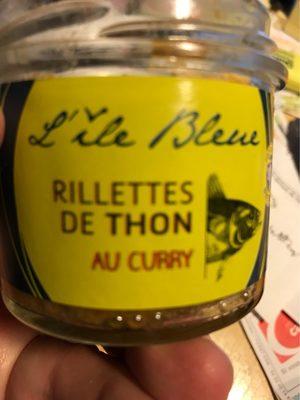 L'île Bleue
RILLETTES
DE THON
AU CURRY